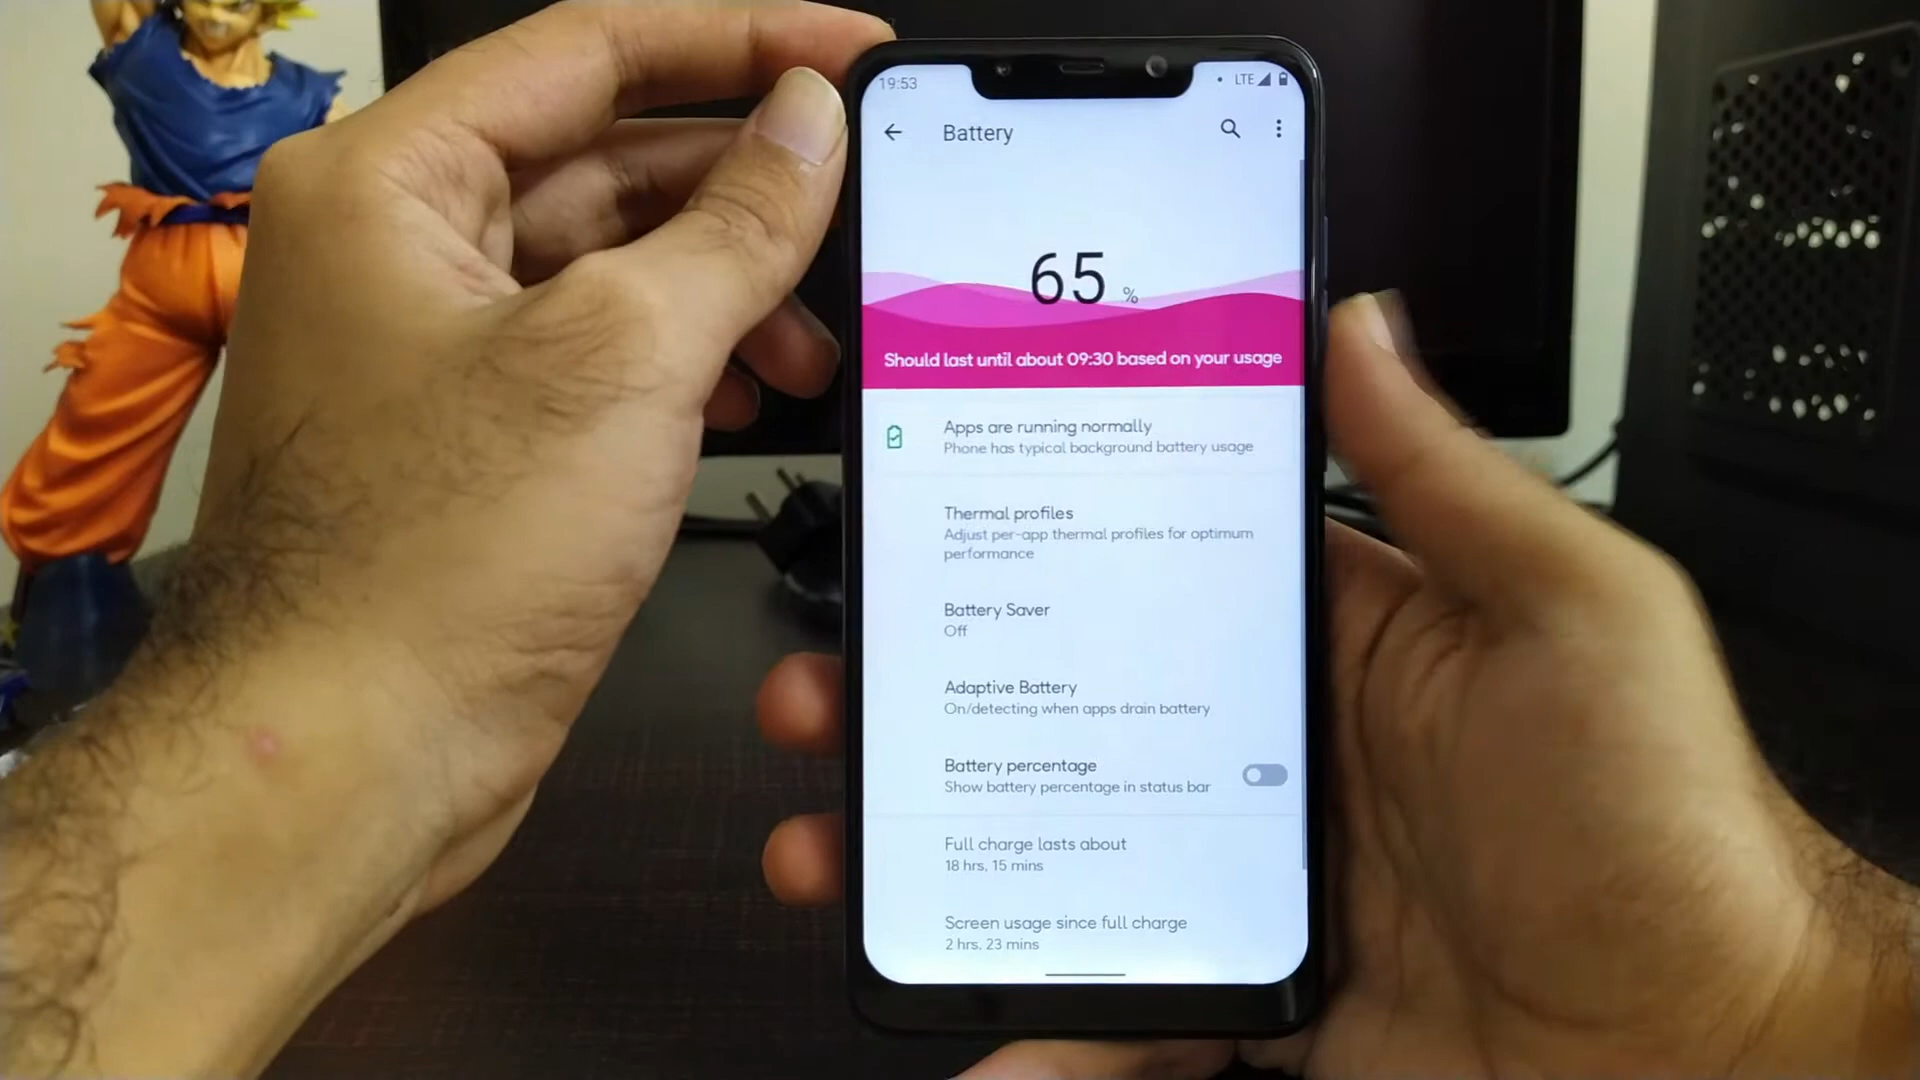 19:53
LTE
Battery
65 %
Should last until about 09:30 based on your usage
Apps are running normally
Phone has typical background battery usage
Thermal profiles
Adjust per-app thermal profiles for optimum
performance
Battery Saver
Off
Adaptive Battery
On/detecting when apps drain battery
Battery percentage
Show battery percentage in status bar
Full charge lasts about
18 hrs, 15 mins
Screen usage since full charge
2 hrs, 23 mins